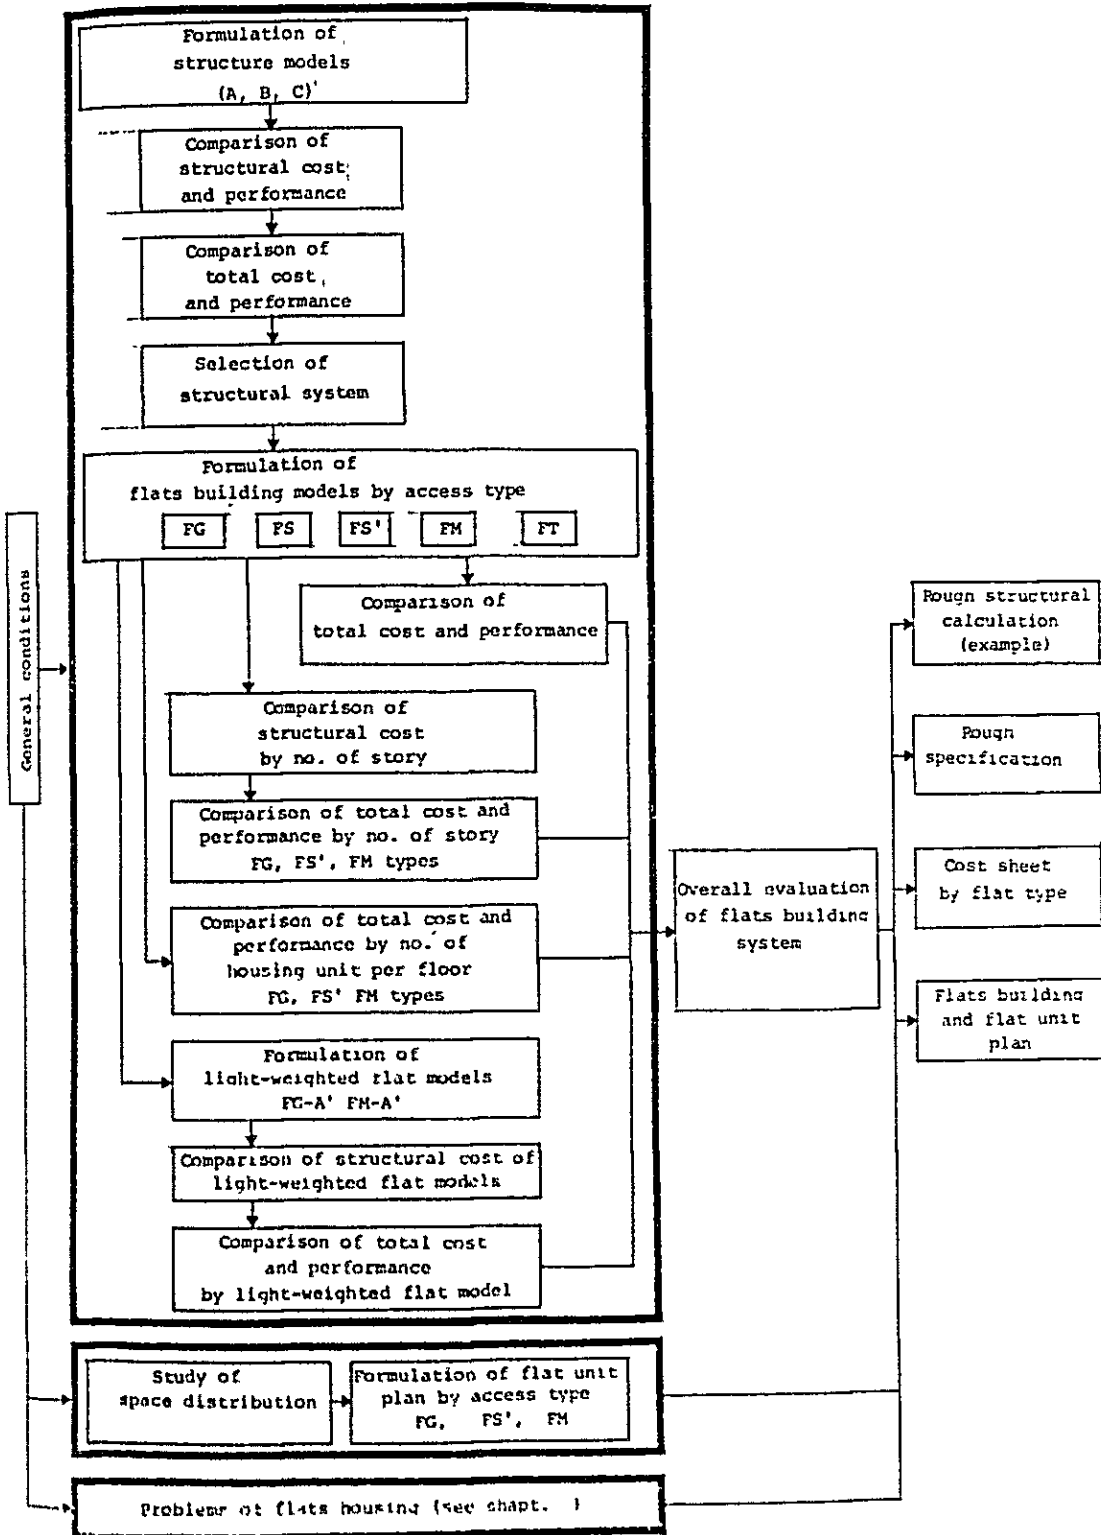 Formulation of
structure models
(A, B, C)'
Comparison of
structural cost
and performance
Comparison of
total cost
and performance
Selection of
structural system
Formulation of
flats building models by access type
FG FS FS' FM FT
General conditions
Comparison of
total cost and performance
Comparison of
structural cost
by no. of story
Comparison of total cost and
performance by no. of story
FG, FS', FM types
Comparison of total cost and
performance by no. of
housing unit per floor
FG, FS' FM types
Formulation of
light-weighted flat models
FG-A' FM-A'
Comparison of structural cost of
light-weighted flat models
Comparison of total cost
and performance
by light-weighted flat model
Overall evaluation
of flats building
system
Rough structural
calculation
(example)
Rough
specification
Cost sheet
by flat type
Flats building
and flat unit
plan
Study of
space distribution
Formulation of flat unit
plan by access type
FG, FS', FM
Problems of flats housing (see shapt. )